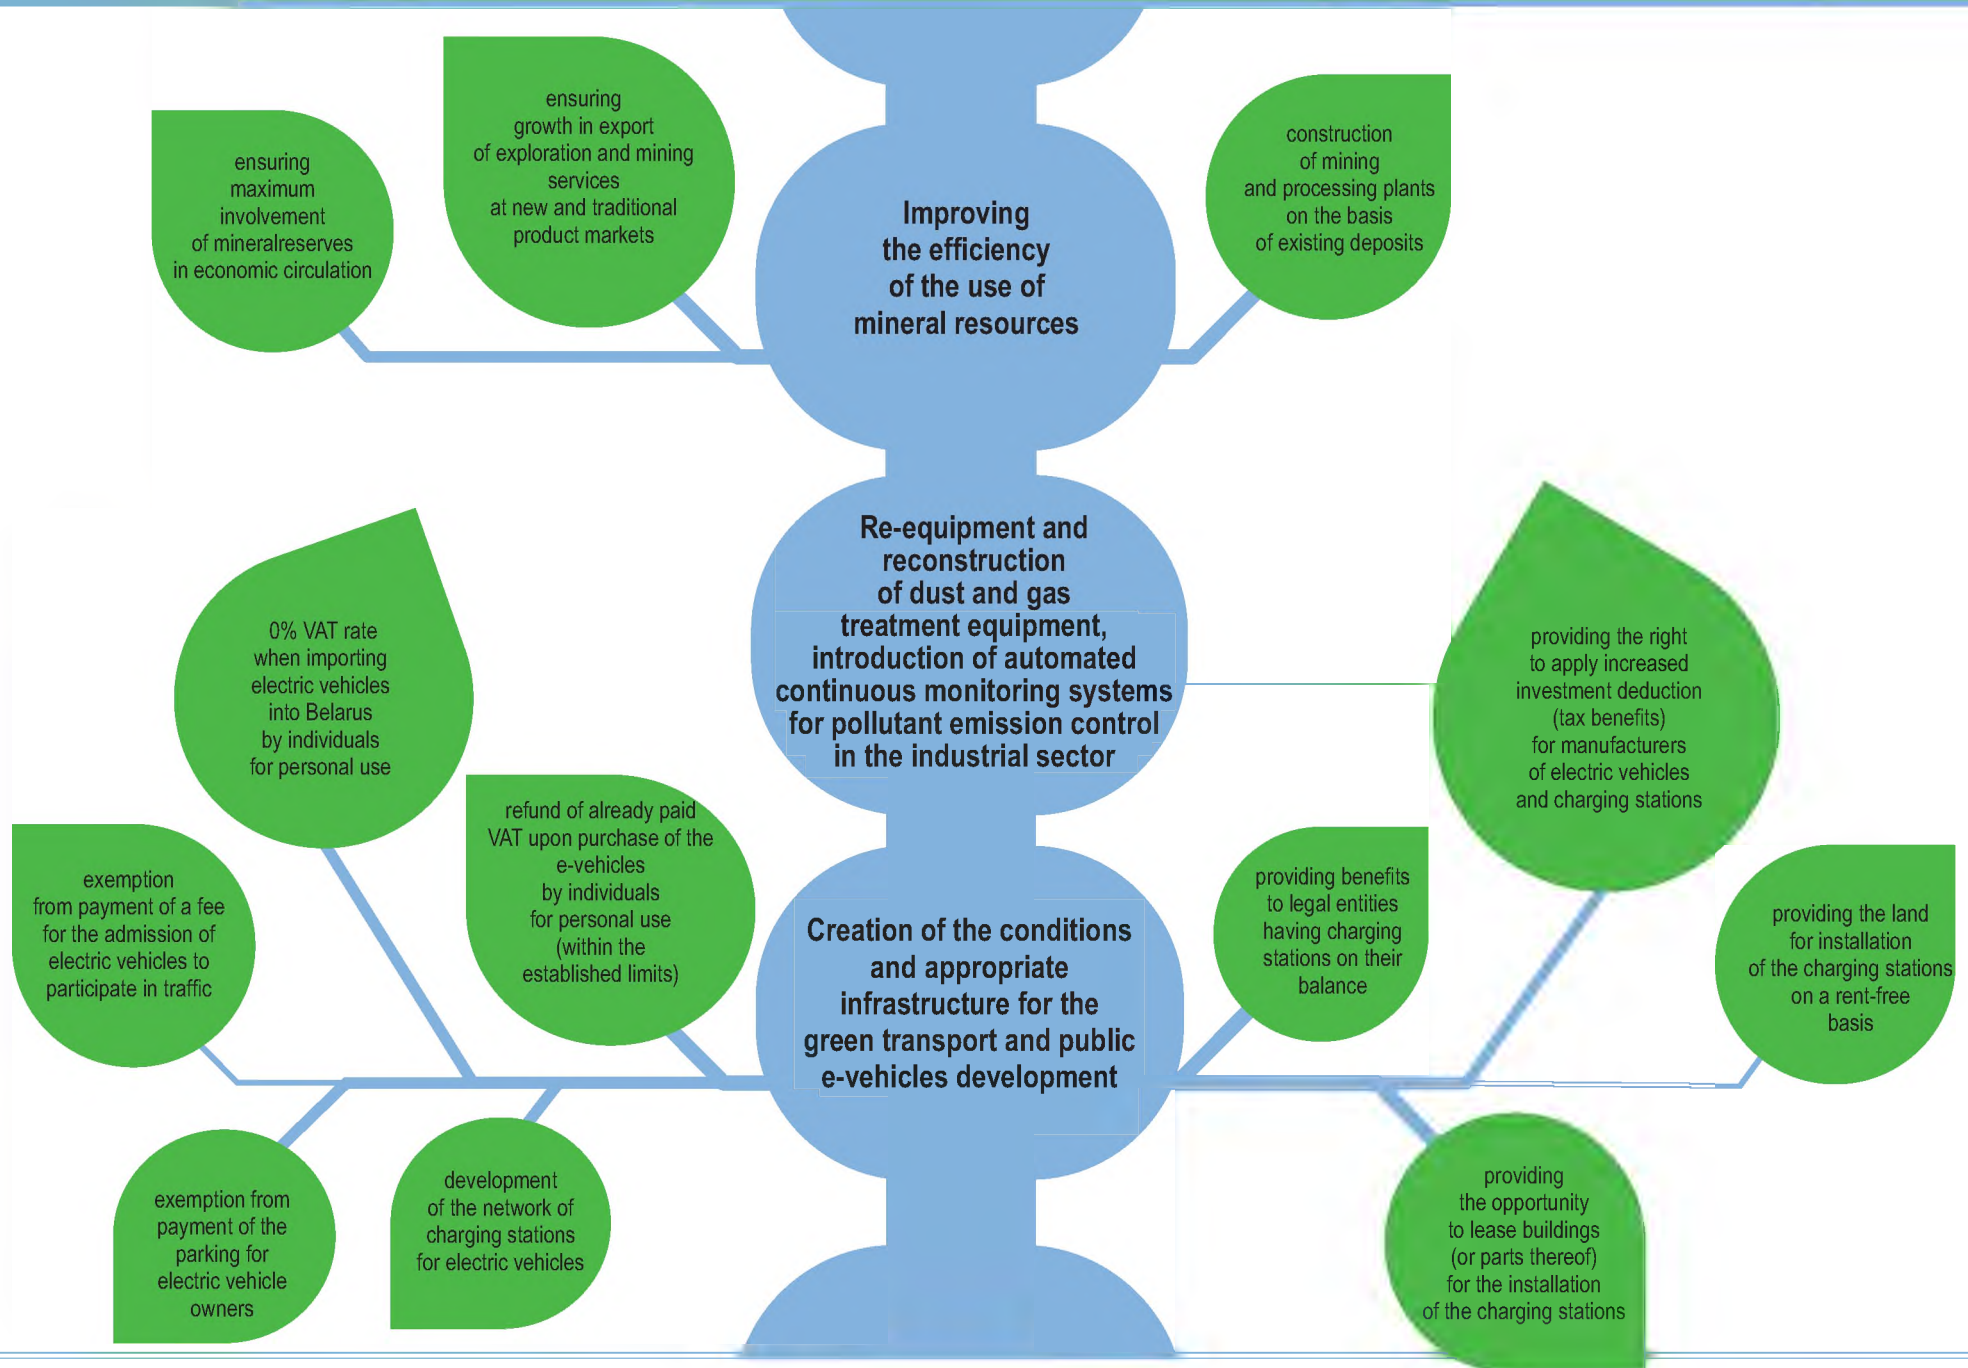 ensuring
maximum
involvement
of mineralreserves
in economic circulation
ensuring
growth in export
of exploration and mining
services
at new and traditional
product markets
Improving
the efficiency
of the use of
mineral resources
construction
of mining
and processing plants
on the basis
of existing deposits
Re-equipment and
reconstruction
of dust and gas
treatment equipment,
introduction of automated
continuous monitoring systems
for pollutant emission control
in the industrial sector
0% VAT rate
when importing
electric vehicles
into Belarus
by individuals
for personal use
providing the right
to apply increased
investment deduction
(tax benefits)
for manufacturers
of electric vehicles
and charging stations
exemption
from payment of a fee
for the admission of
electric vehicles to
participate in traffic
refund of already paid
VAT upon purchase of the
e-vehicles
by individuals
for personal use
(within the
established limits)
Creation of the conditions
and appropriate
infrastructure for the
green transport and public
e-vehicles development
providing benefits
to legal entities
having charging
stations on their
balance
providing the land
for installation
of the charging stations
on a rent-free
basis
exemption from
payment of the
parking for
electric vehicle
owners
development
of the network of
charging stations
for electric vehicles
providing
the opportunity
to lease buildings
(or parts thereof)
for the installation
of the charging stations